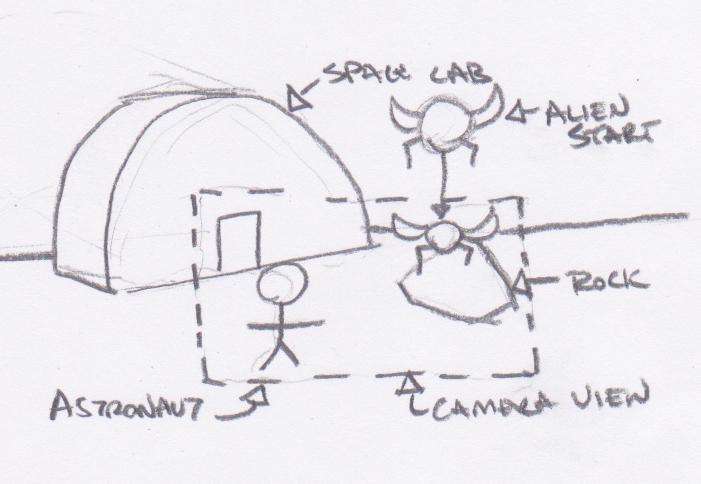 SPACE LAB
ALIEN
START
ROCK
ASTRONAUT
CAMERA VIEW